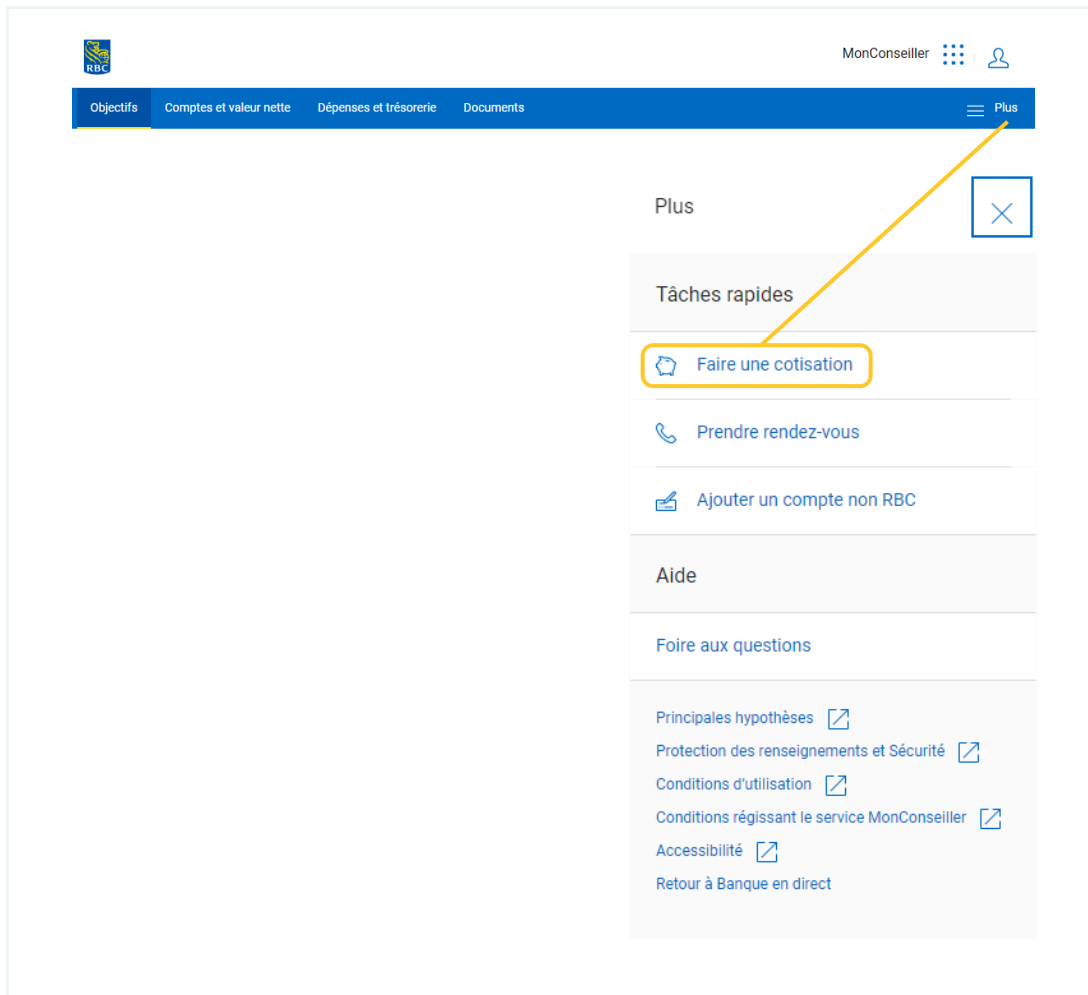 RBC
MonConseiller
Objectifs Comptes et valeur nette Dépenses et trésorerie Documents Plus
Plus
Tâches rapides
Faire une cotisation
Prendre rendez-vous
Ajouter un compte non RBC
Aide
Foire aux questions
Principales hypothèses
Protection des renseignements et Sécurité
Conditions d'utilisation
Conditions régissant le service MonConseiller
Accessibilité
Retour à Banque en direct